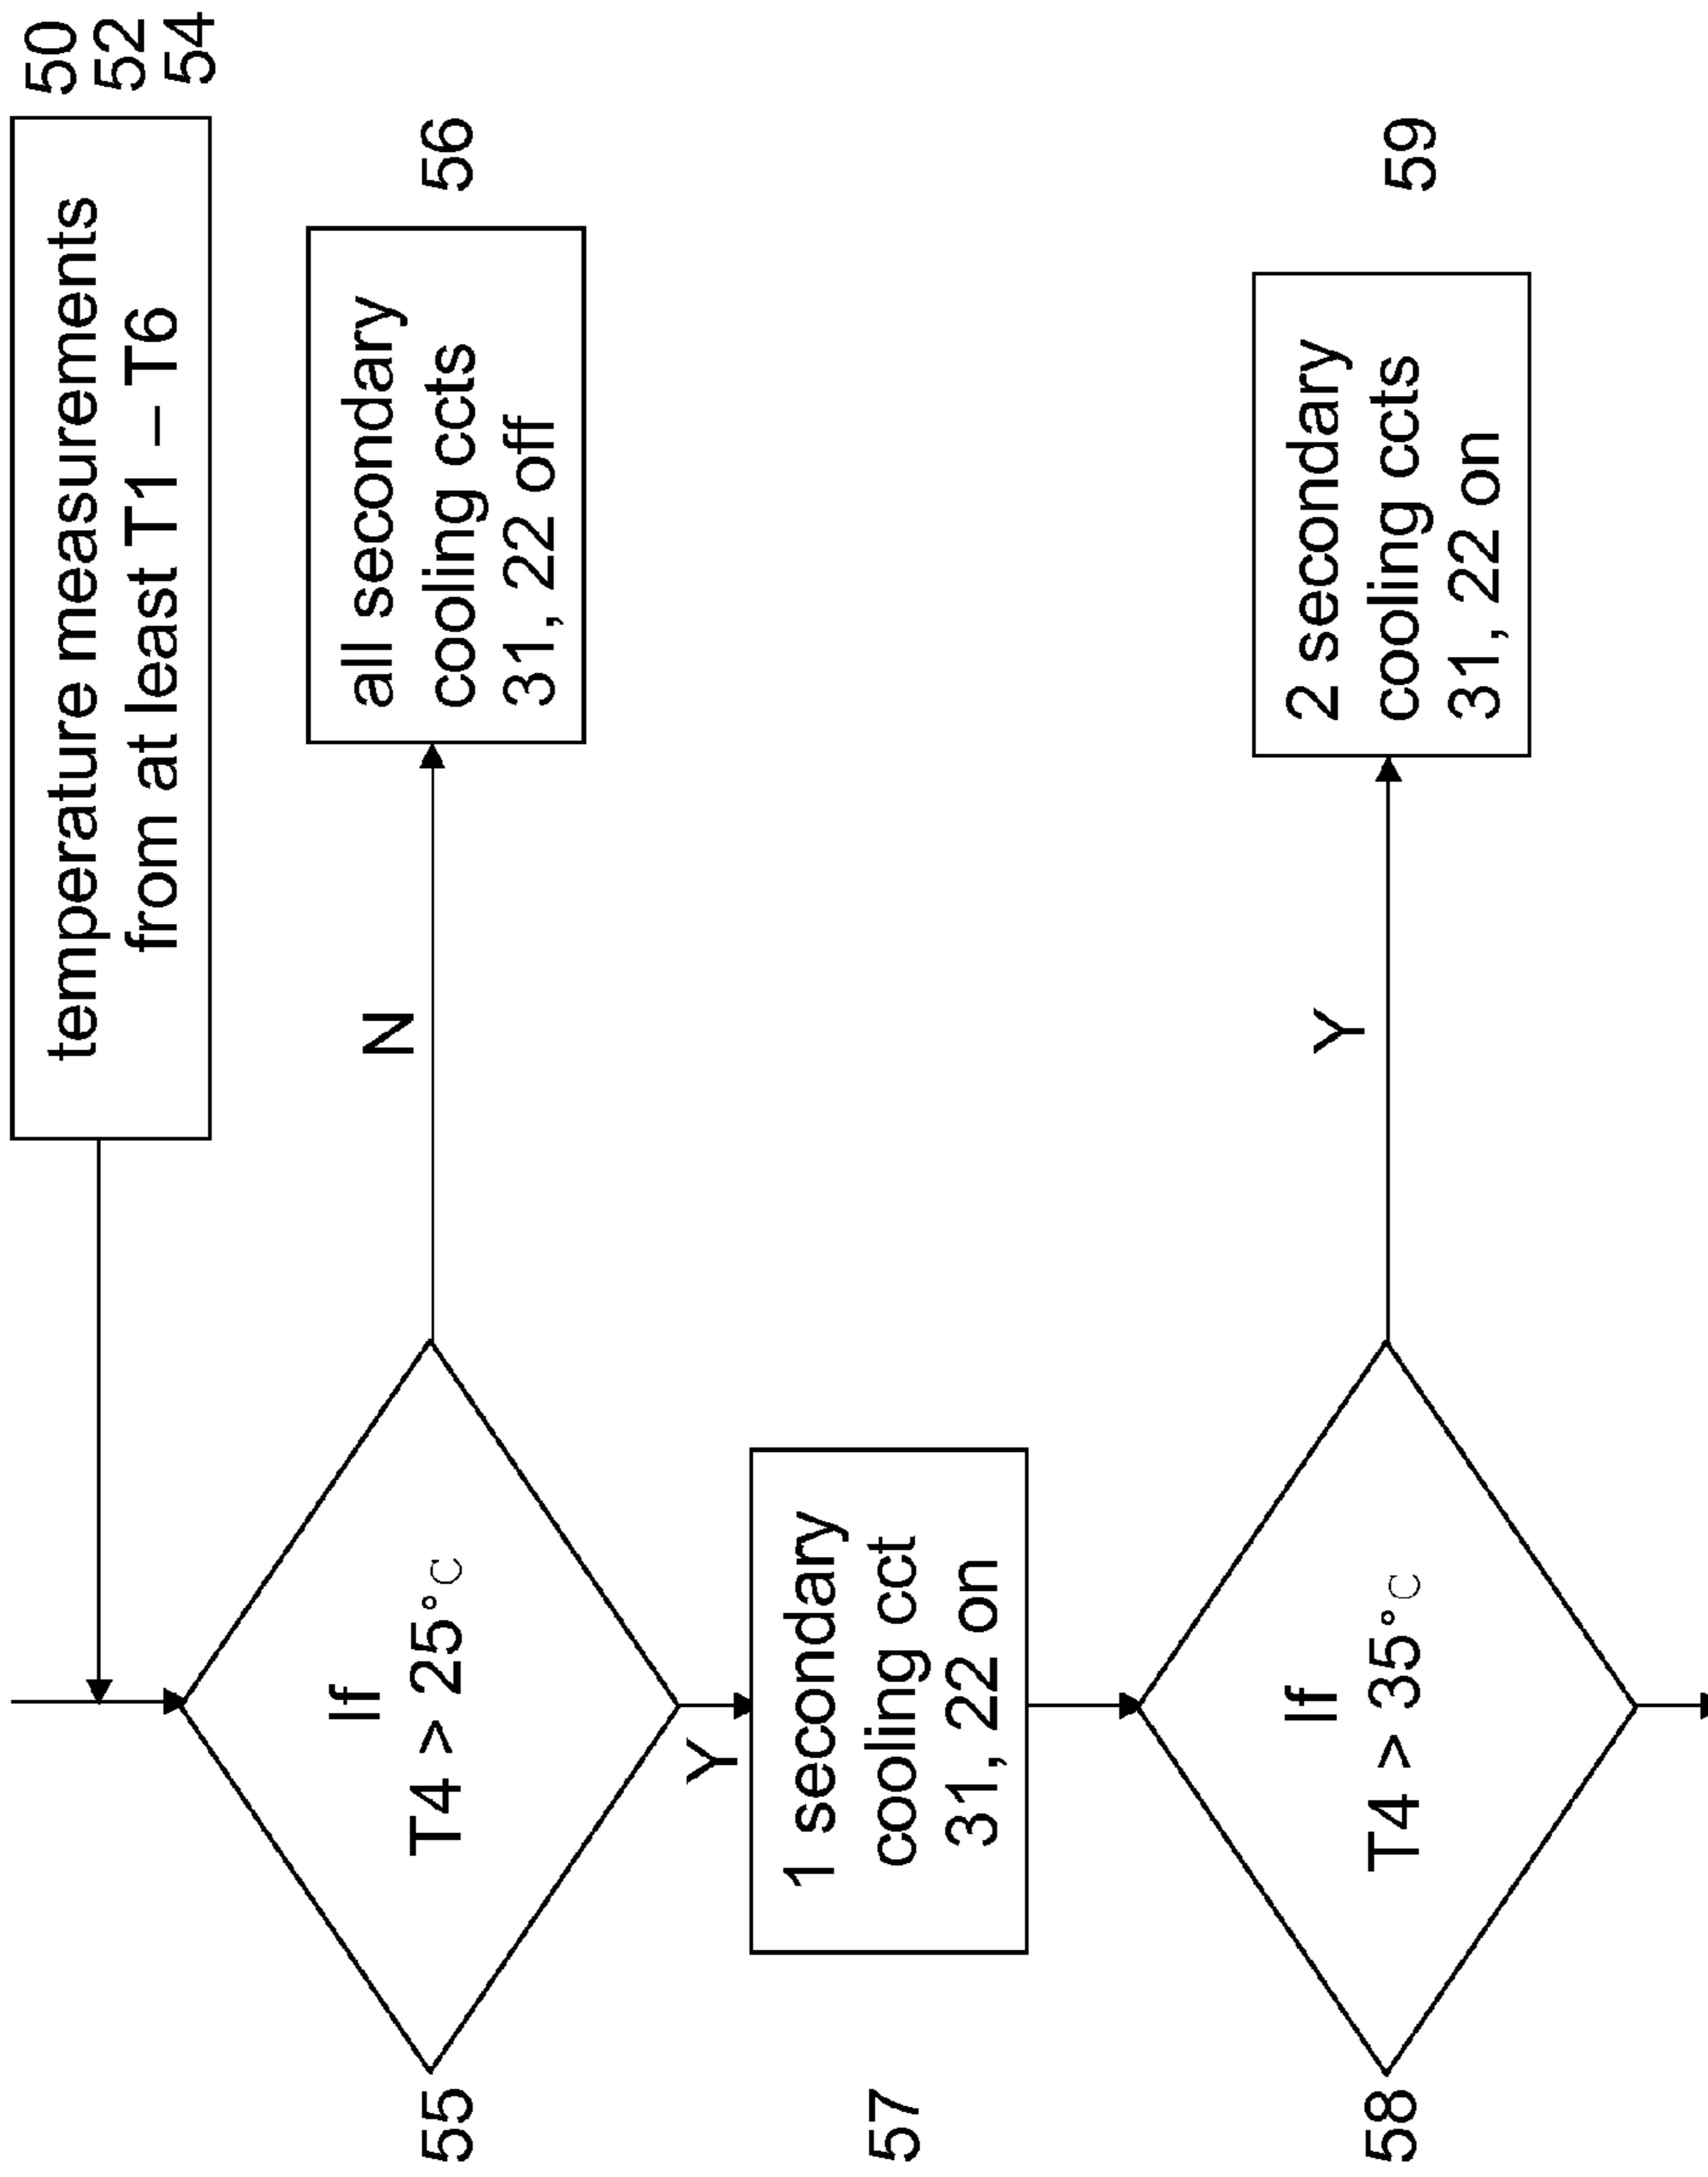 temperature measurements
from at least T1 – T6
50
52
54
If
T4 > 25°C
55
N
all secondary
cooling ccts
31, 22 off
56
Y
1 secondary
cooling cct
31, 22 on
57
If
T4 > 35°C
58
Y
2 secondary
cooling ccts
31, 22 on
59